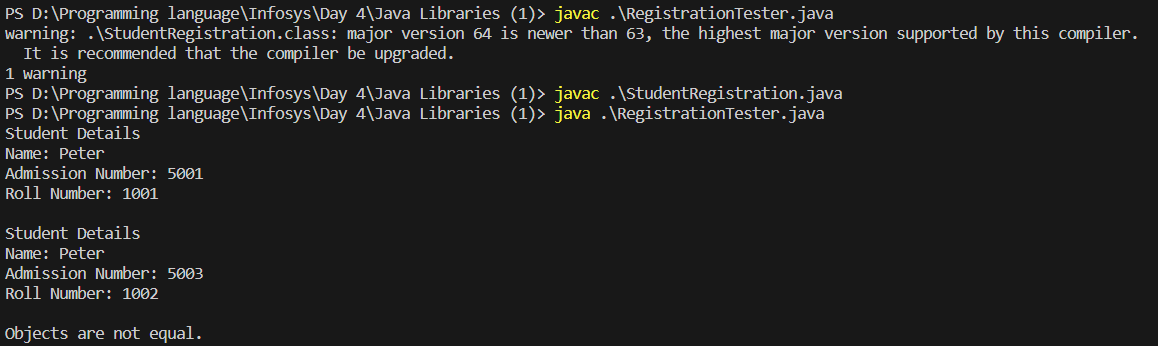 PS D:\Programming language\Infosys\Day 4\Java Libraries (1)> javac .\RegistrationTester.java
warning: .\StudentRegistration.class: major version 64 is newer than 63, the highest major version supported by this compiler.
  It is recommended that the compiler be upgraded.
1 warning
PS D:\Programming language\Infosys\Day 4\Java Libraries (1)> javac .\StudentRegistration.java
PS D:\Programming language\Infosys\Day 4\Java Libraries (1)> java .\RegistrationTester.java
Student Details
Name: Peter
Admission Number: 5001
Roll Number: 1001

Student Details
Name: Peter
Admission Number: 5003
Roll Number: 1002

Objects are not equal.